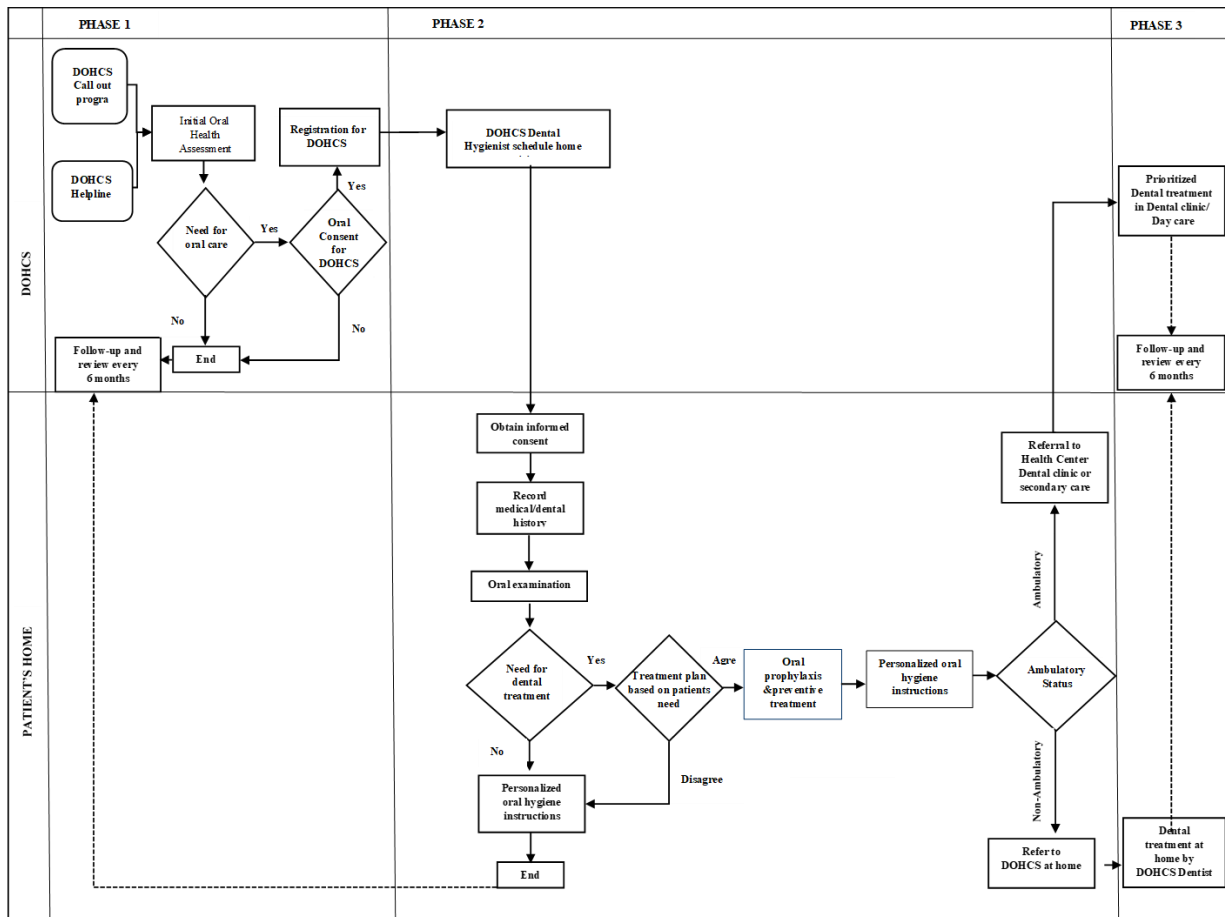 PHASE 1
PHASE 2
PHASE 3
DOHCS
PATIENT'S HOME
DOHCS
Call out
progra
DOHCS
Helpline
Initial Oral
Health
Assessment
Need for
oral care
Yes
No
Registration for
DOHCS
Yes
Oral
Consent
for
DOHCS
No
End
Follow-up and
review every
6 months
DOHCS Dental
Hygienist schedule home
Obtain informed
consent
Record
medical/dental
history
Oral examination
Need for
dental
treatment
Yes
No
Treatment plan
based on patients
need
Agre
Disagree
Oral
prophylaxis
&preventive
treatment
Personalized oral
hygiene
instructions
Ambulatory
Status
Ambulatory
Non-Ambulatory
Personalized
oral hygiene
instructions
End
Referral to
Health Center
Dental clinic or
secondary care
Refer to
DOHCS at home
Prioritized
Dental treatment
in Dental clinic/
Day care
Follow-up and
review every
6 months
Dental
treatment at
home by
DOHCS Dentist